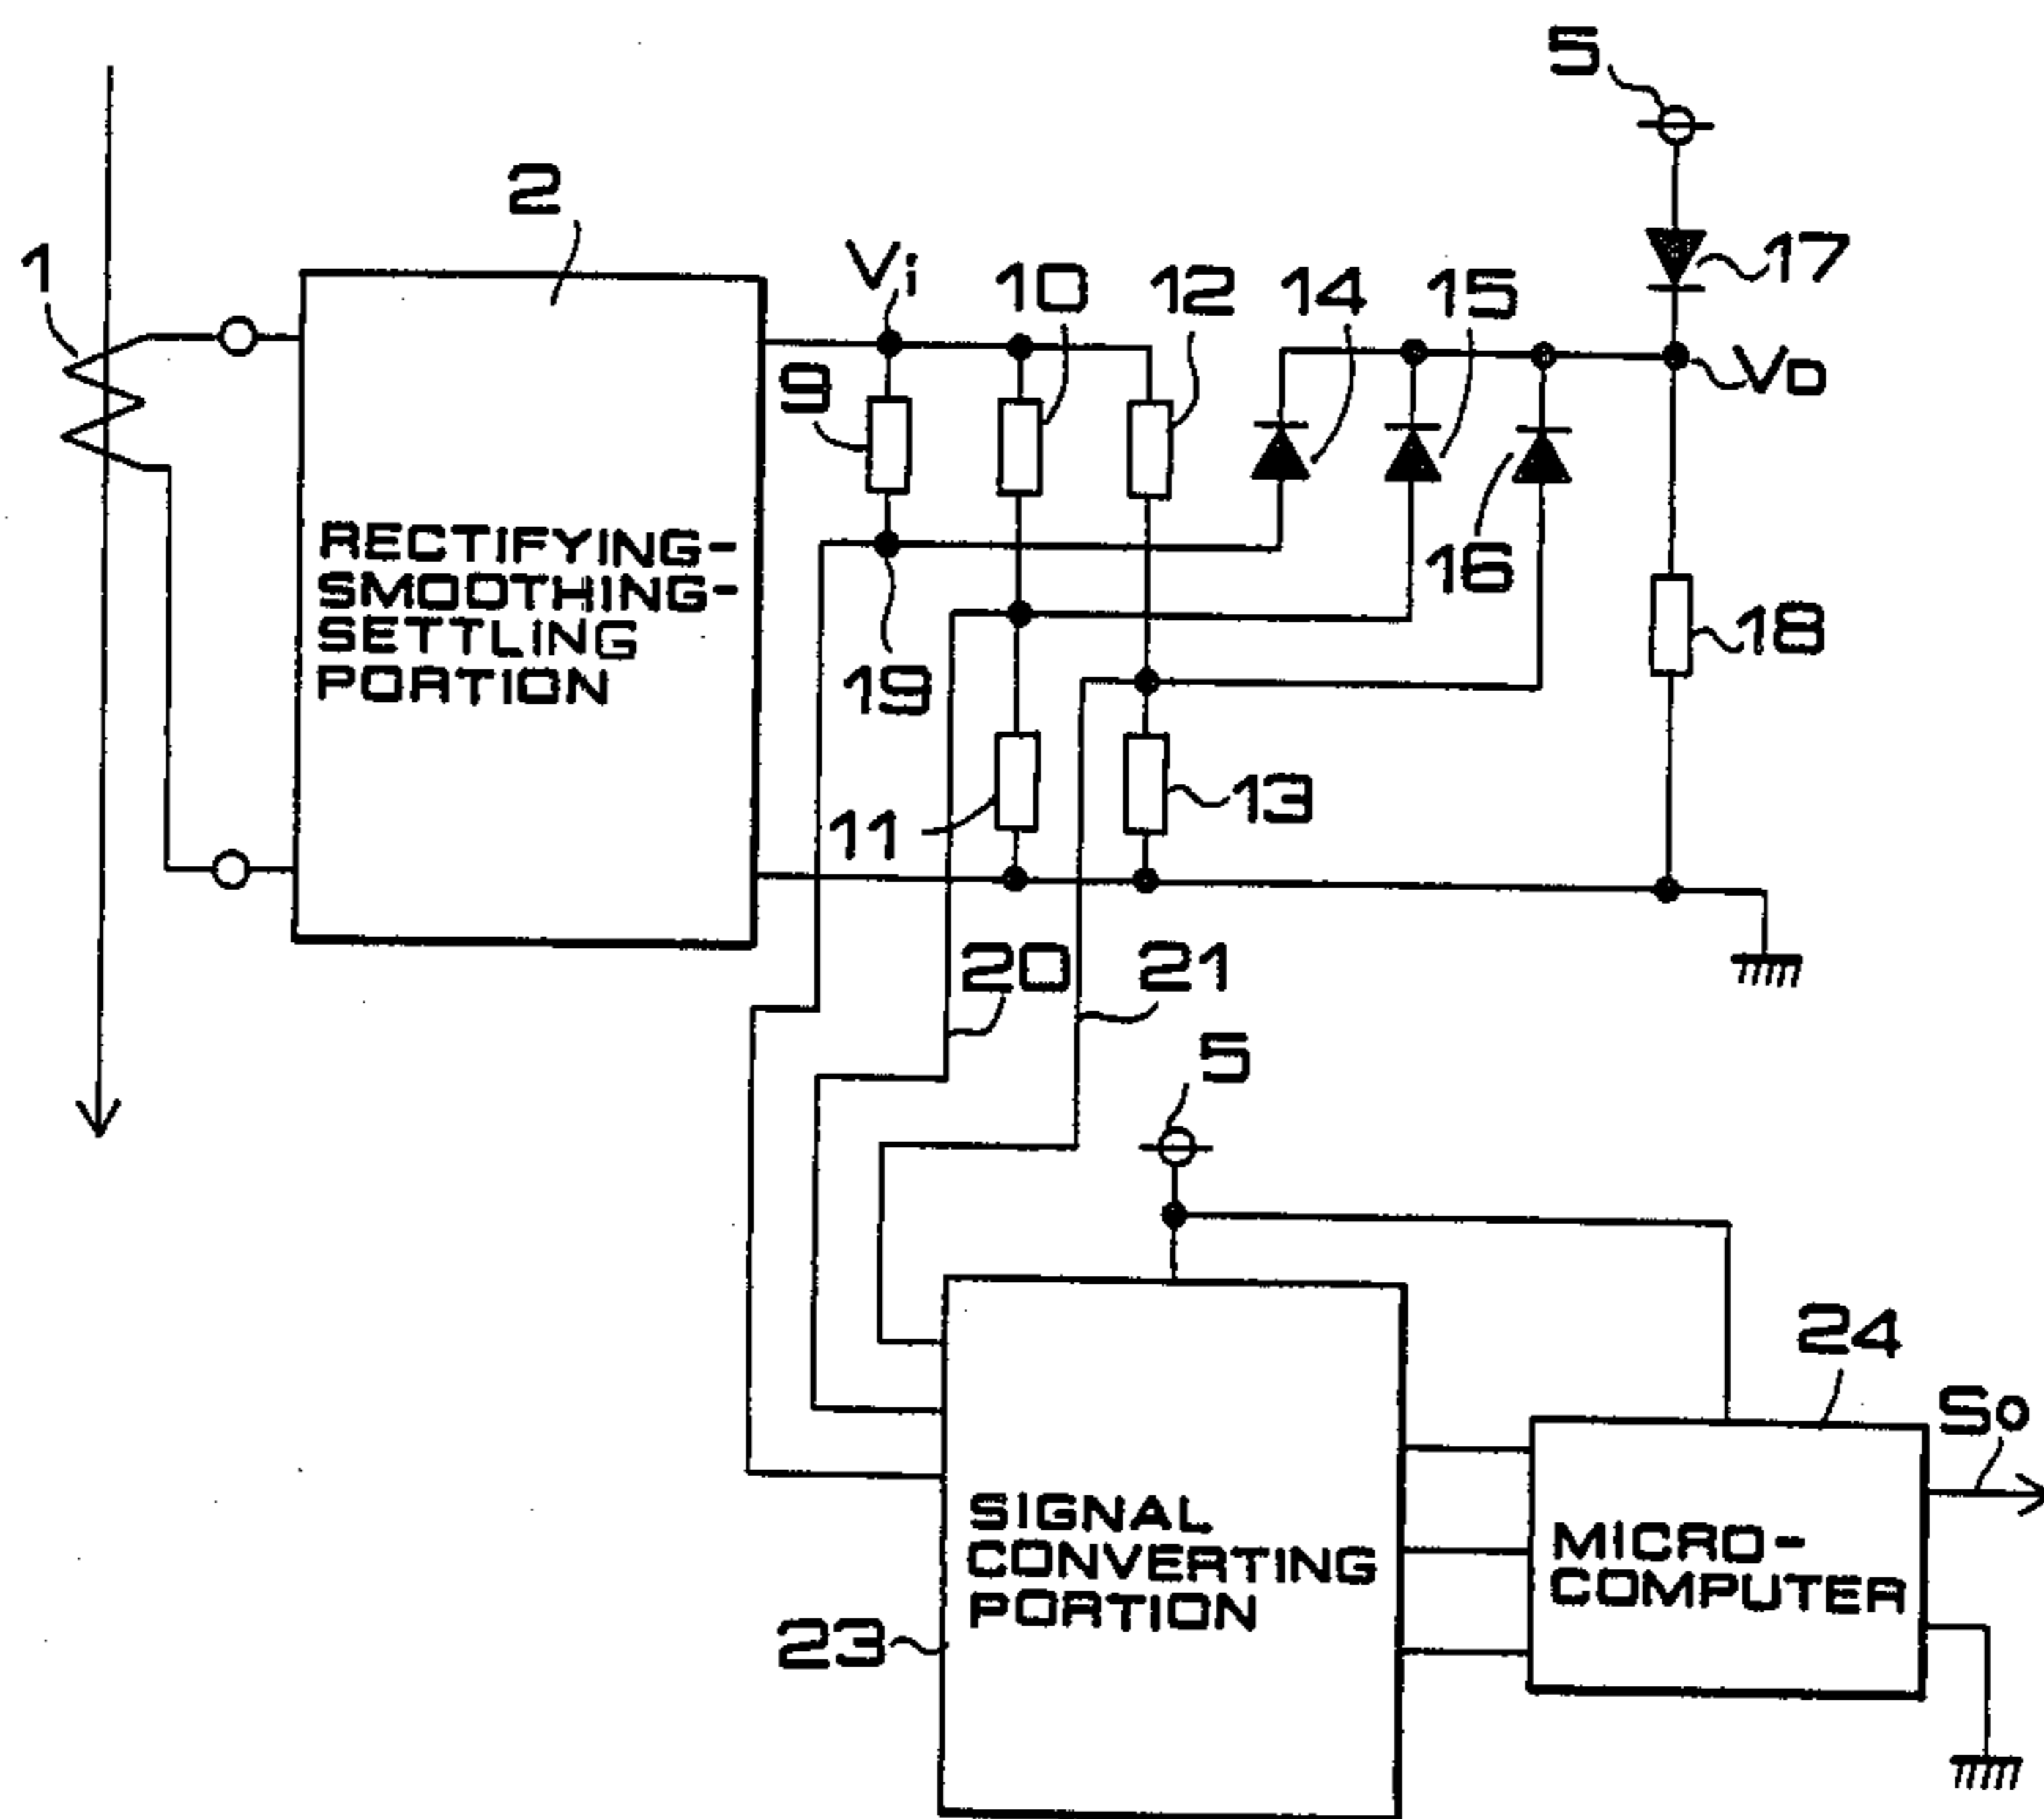 5
2
1
Vi
10
12
14
15
17
9
VD
16
RECTIFYING-
SMOOTHING-
SETTLING
PORTION
18
19
11
13
20
21
5
24
So
SIGNAL
CONVERTING
PORTION
MICRO-
COMPUTER
23